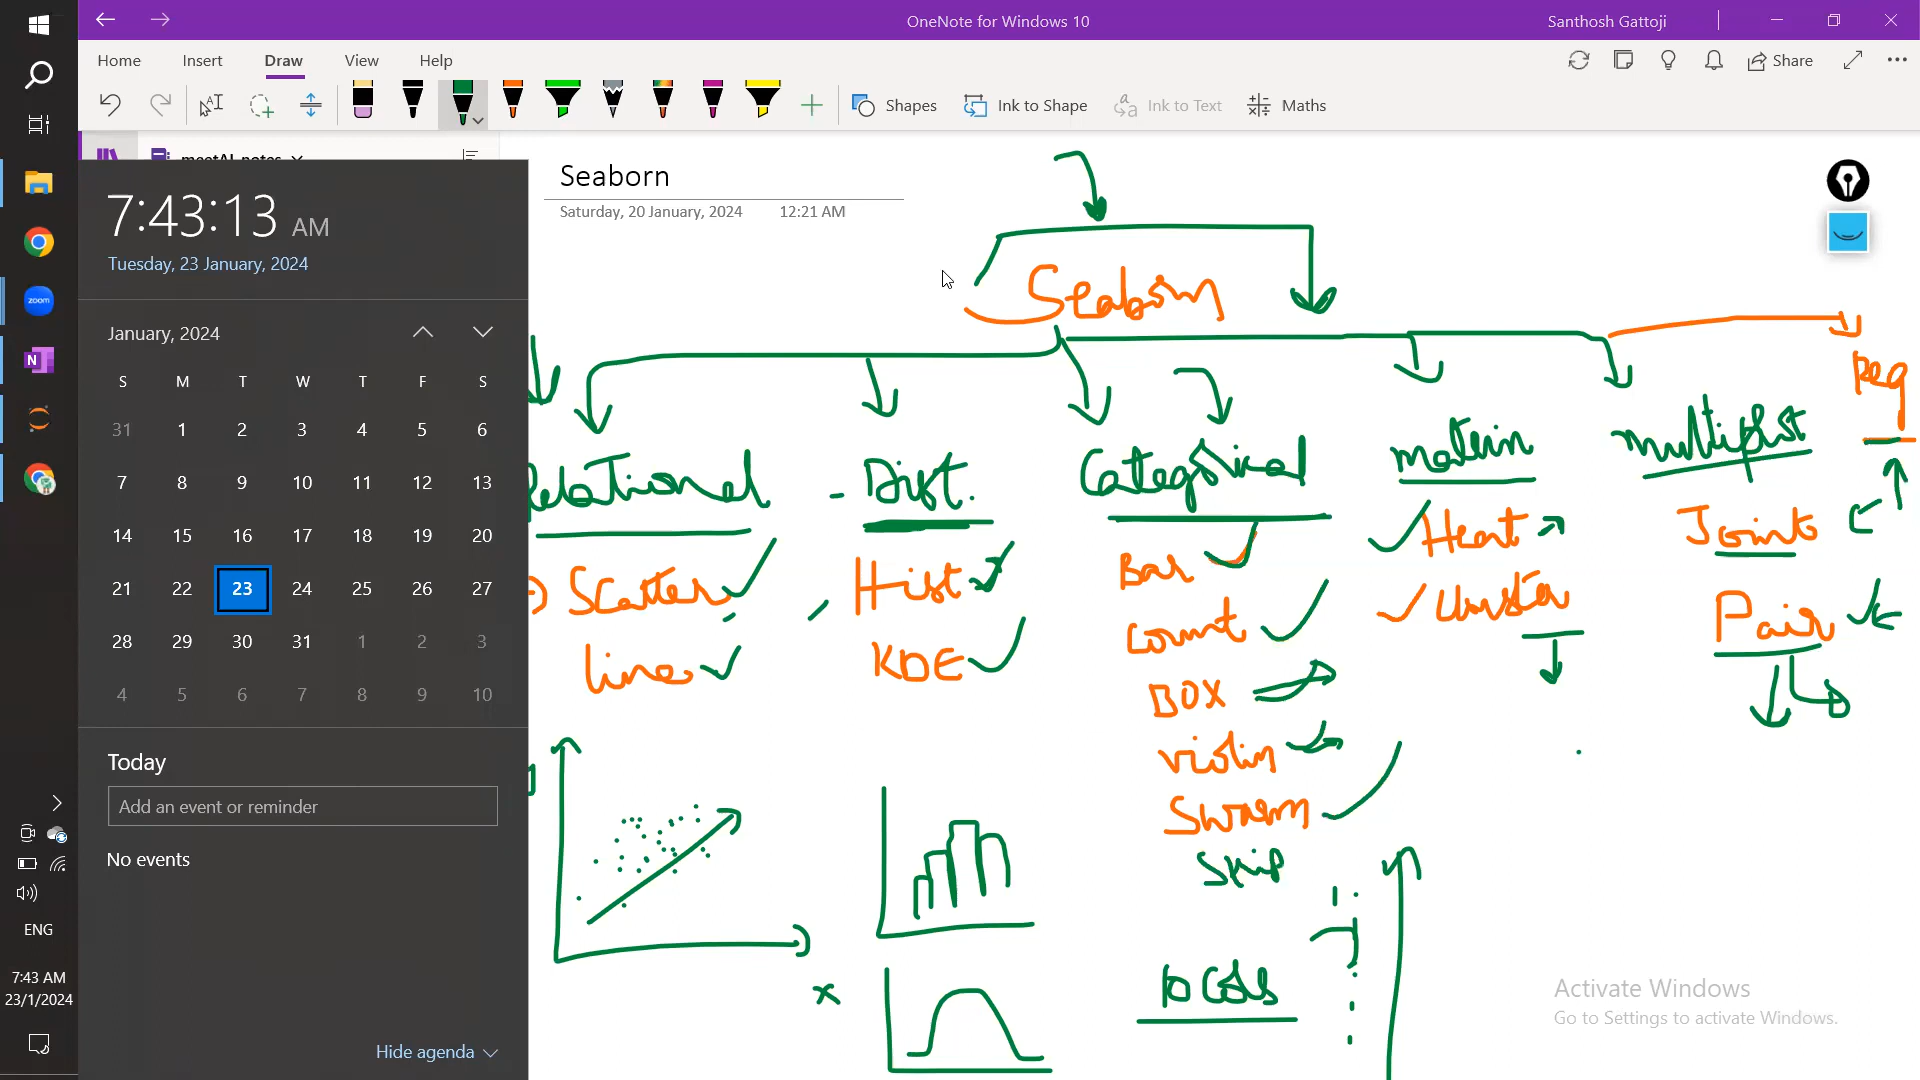 OneNote for Windows 10
Santhosh Gattoji
Home Insert Draw View Help
Share
Shapes Ink to Shape Ink to Text Maths
meetAI notes
7:43:13 AM
Tuesday, 23 January, 2024
January, 2024
S M T W T F S
31 1 2 3 4 5 6
7 8 9 10 11 12 13
14 15 16 17 18 19 20
21 22 23 24 25 26 27
28 29 30 31 1 2 3
4 5 6 7 8 9 10
Today
Add an event or reminder
No events
Hide agenda
zoom
N
ENG
7:43 AM
23/1/2024
Seaborn
Saturday, 20 January, 2024 12:21 AM
Seaborn
Reg
Relational
Scatter
line
x
Dist.
Hist
KDE
Categorical
Bar
Count
BOX
violin
Swarm
10 Cols
Heat
Multiplot
Joint
Pair
Activate Windows
Go to Settings to activate Windows.